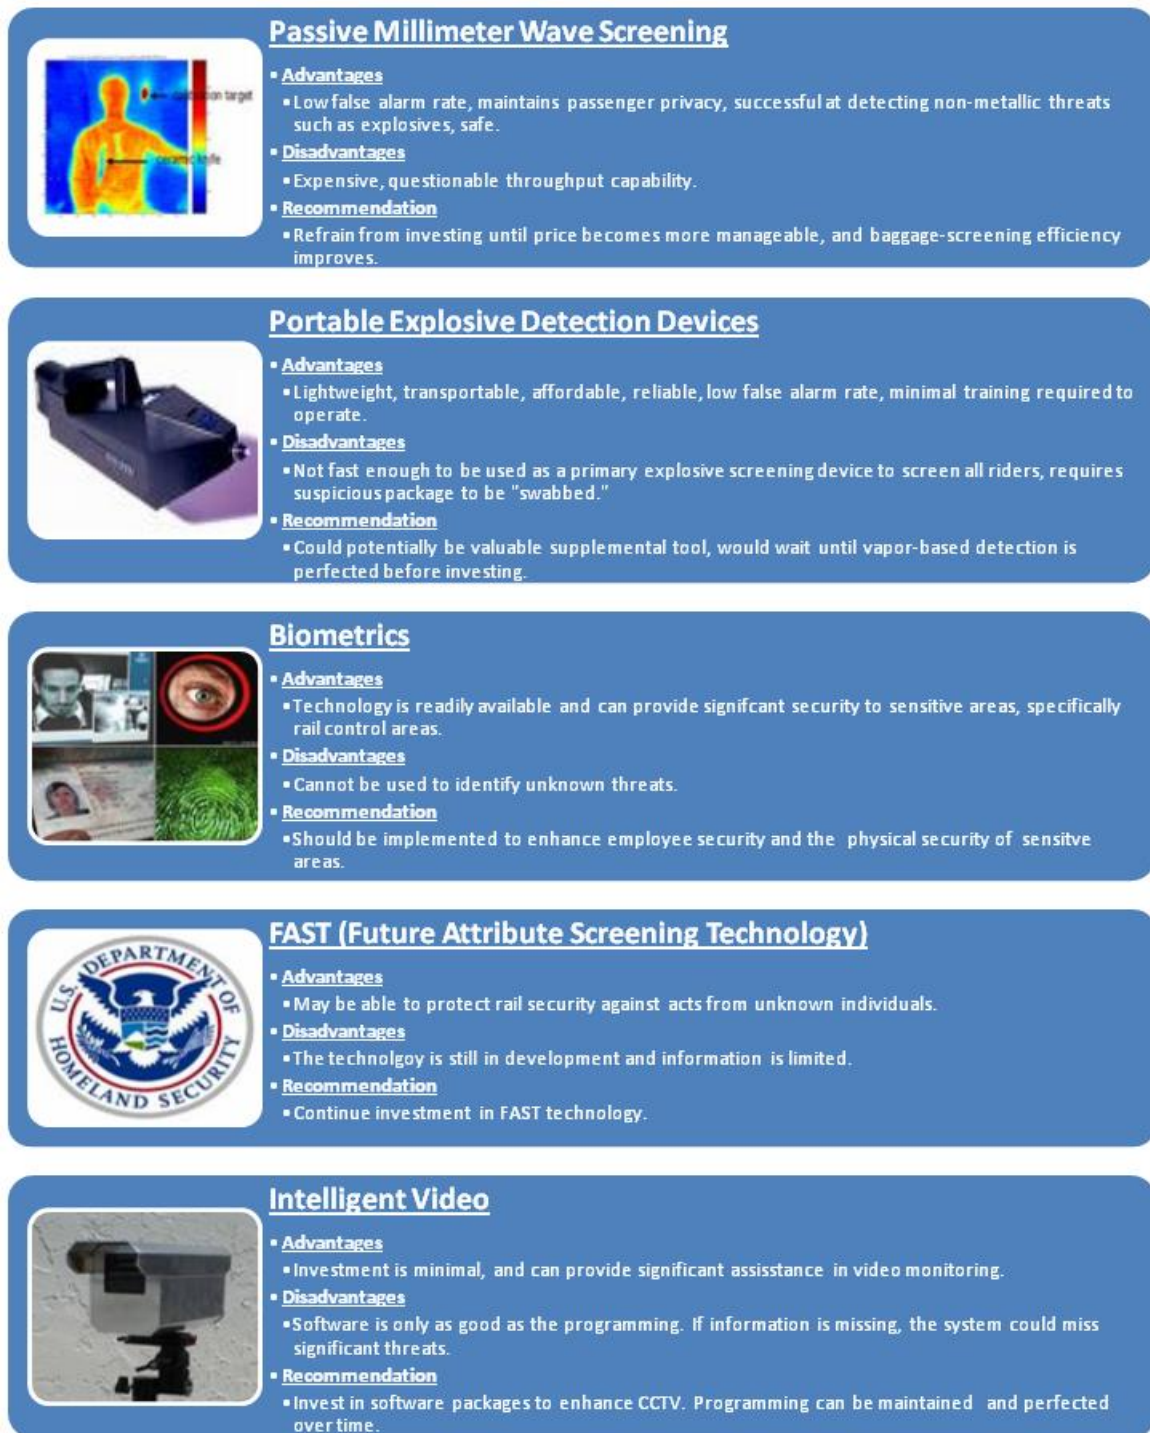 Passive Millimeter Wave Screening
▪ Advantages
▪ Low false alarm rate, maintains passenger privacy, successful at detecting non-metallic threats
such as explosives, safe.
▪ Disadvantages
▪ Expensive, questionable throughput capability.
▪ Recommendation
▪ Refrain from investing until price becomes more manageable, and baggage-screening efficiency
improves.
target
ceramic knife
Portable Explosive Detection Devices
▪ Advantages
▪ Lightweight, transportable, affordable, reliable, low false alarm rate, minimal training required to
operate.
▪ Disadvantages
▪ Not fast enough to be used as a primary explosive screening device to screen all riders, requires
suspicious package to be "swabbed."
▪ Recommendation
▪ Could potentially be valuable supplemental tool, would wait until vapor-based detection is
perfected before investing.
Biometrics
▪ Advantages
▪ Technology is readily available and can provide signifcant security to sensitive areas, specifically
rail control areas.
▪ Disadvantages
▪ Cannot be used to identify unknown threats.
▪ Recommendation
▪ Should be implemented to enhance employee security and the physical security of sensitve
areas.
FAST (Future Attribute Screening Technology)
▪ Advantages
▪ May be able to protect rail security against acts from unknown individuals.
▪ Disadvantages
▪ The technolgoy is still in development and information is limited.
▪ Recommendation
▪ Continue investment in FAST technology.
U.S. DEPARTMENT OF
HOMELAND SECURITY
Intelligent Video
▪ Advantages
▪ Investment is minimal, and can provide significant assisstance in video monitoring.
▪ Disadvantages
▪ Software is only as good as the programming. If information is missing, the system could miss
significant threats.
▪ Recommendation
▪ Invest in software packages to enhance CCTV. Programming can be maintained and perfected
over time.